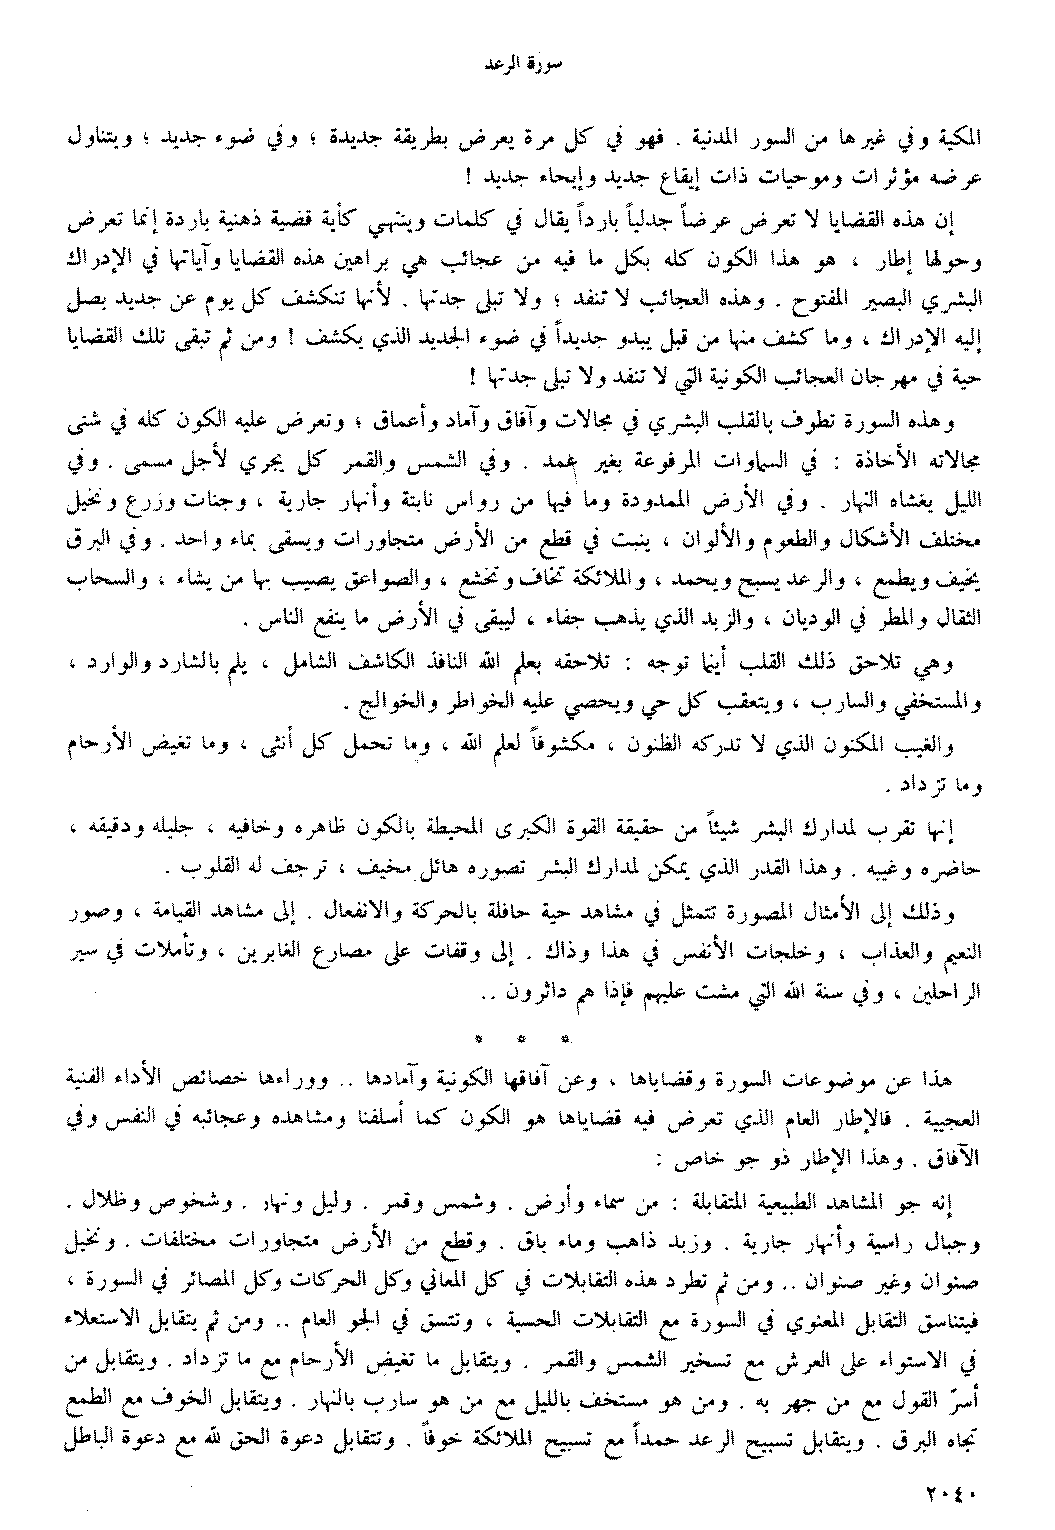 سورة الرعد
المكية وفي غيرها من السور المدنية . فهو في كل مرة يعرض بطريقة جديدة ؛ وفي ضوء جديد ؛ ويتناول
عرضه مؤثرات وموحيات ذات إيقاع جديد وإيحاء جديد !
إن هذه القضايا لا تعرض عرضاً جدلياً بارداً يقال في كلمات وينتهي كأية قضية ذهنية باردة إنما تعرض
وحولها إطار ، هو هذا الكون كله بكل ما فيه من عجائب هي براهين هذه القضايا وآياتها في الإدراك
البشري البصير المفتوح . وهذه العجائب لا تنفد ؛ ولا تبلى جدتها . لأنها تنكشف كل يوم عن جديد يصل
إليه الإدراك ، وما كشف منها من قبل يبدو جديداً في ضوء الجديد الذي يكشف ! ومن ثم تبقى تلك القضايا
حية في مهرجان العجائب الكونية التي لا تنفد ولا تبلى جدتها !
وهذه السورة تطوف بالقلب البشري في مجالات وآفاق وآماد وأعماق ؛ وتعرض عليه الكون كله في شتى
مجالاته الأخاذة : في السماوات المرفوعة بغير عمد . وفي الشمس والقمر كل يجري لأجل مسمى . وفي
الليل يغشاه النهار . وفي الأرض الممدودة وما فيها من رواس نابتة وأنهار جارية ، وجنات وزرع ونخيل
مختلف الأشكال والطعوم والألوان ، ينبت في قطع من الأرض متجاورات ويسقى بماء واحد . وفي البرق
يخيف ويطمع ، والرعد يسبح ويحمد ، والملائكة تخاف وتخشع ، والصواعق يصيب بها من يشاء ، والسحاب
الثقال والمطر في الوديان ، والزبد الذي يذهب جفاء ، ليبقى في الأرض ما ينفع الناس .
وهي تلاحق ذلك القلب أينما توجه : تلاحقه بعلم الله النافذ الكاشف الشامل ، يلم بالشارد والوارد ،
والمستخفي والسارب ، ويتعقب كل حي ويحصي عليه الخواطر والخوالج .
والغيب المكنون الذي لا تدركه الظنون ، مكشوفاً لعلم الله ، وما تحمل كل أنثى ، وما تغيض الأرحام
وما تزداد .
إنها تقرب لمدارك البشر شيئاً من حقيقة القوة الكبرى المحيطة بالكون ظاهره وخافيه ، جليله ودقيقه ،
حاضره وغيبه . وهذا القدر الذي يمكن لمدارك البشر تصوره هائل مخيف ، ترجف له القلوب .
وذلك إلى الأمثال المصورة تتمثل في مشاهد حية حافلة بالحركة والانفعال . إلى مشاهد القيامة ، وصور
النعيم والعذاب ، وخلجات الأنفس في هذا وذاك . إلى وقفات على مصارع الغابرين ، وتأملات في سير
الراحلين ، وفي سنة الله التي مشت عليهم فإذا هم داثرون ..
* * *
هذا عن موضوعات السورة وقضاياها ، وعن آفاقها الكونية وآمادها .. ووراءها خصائص الأداء الفنية
العجيبة . فالإطار العام الذي تعرض فيه قضاياها هو الكون كما أسلفنا ومشاهده وعجائبه في النفس وفي
الآفاق . وهذا الإطار ذو جو خاص :
إنه جو المشاهد الطبيعية المتقابلة : من سماء وأرض . وشمس وقمر . وليل ونهار . وشخوص وظلال .
وجبال راسية وأنهار جارية . وزبد ذاهب وماء باق . وقطع من الأرض متجاورات مختلفات . ونخيل
صنوان وغير صنوان .. ومن ثم تطرد هذه التقابلات في كل المعاني وكل الحركات وكل المصائر في السورة ،
فيتناسق التقابل المعنوي في السورة مع التقابلات الحسية ، وتتسق في الجو العام .. ومن ثم يتقابل الاستعلاء
في الاستواء على العرش مع تسخير الشمس والقمر . ويتقابل ما تغيض الأرحام مع ما تزداد . ويتقابل من
أسرّ القول مع من جهر به . ومن هو مستخف بالليل مع من هو سارب بالنهار . ويتقابل الخوف مع الطمع
تجاه البرق . ويتقابل تسبيح الرعد حمداً مع تسبيح الملائكة خوفاً . وتتقابل دعوة الحق لله مع دعوة الباطل
٢٠٤٠